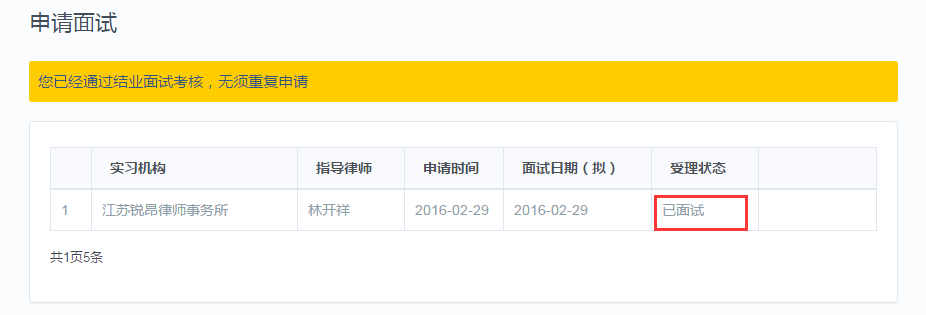 申请面试
您已经通过结业面试考核，无须重复申请
实习机构 指导律师 申请时间 面试日期（拟） 受理状态
1 江苏锐昂律师事务所 林开祥 2016-02-29 2016-02-29 已面试
共1页5条